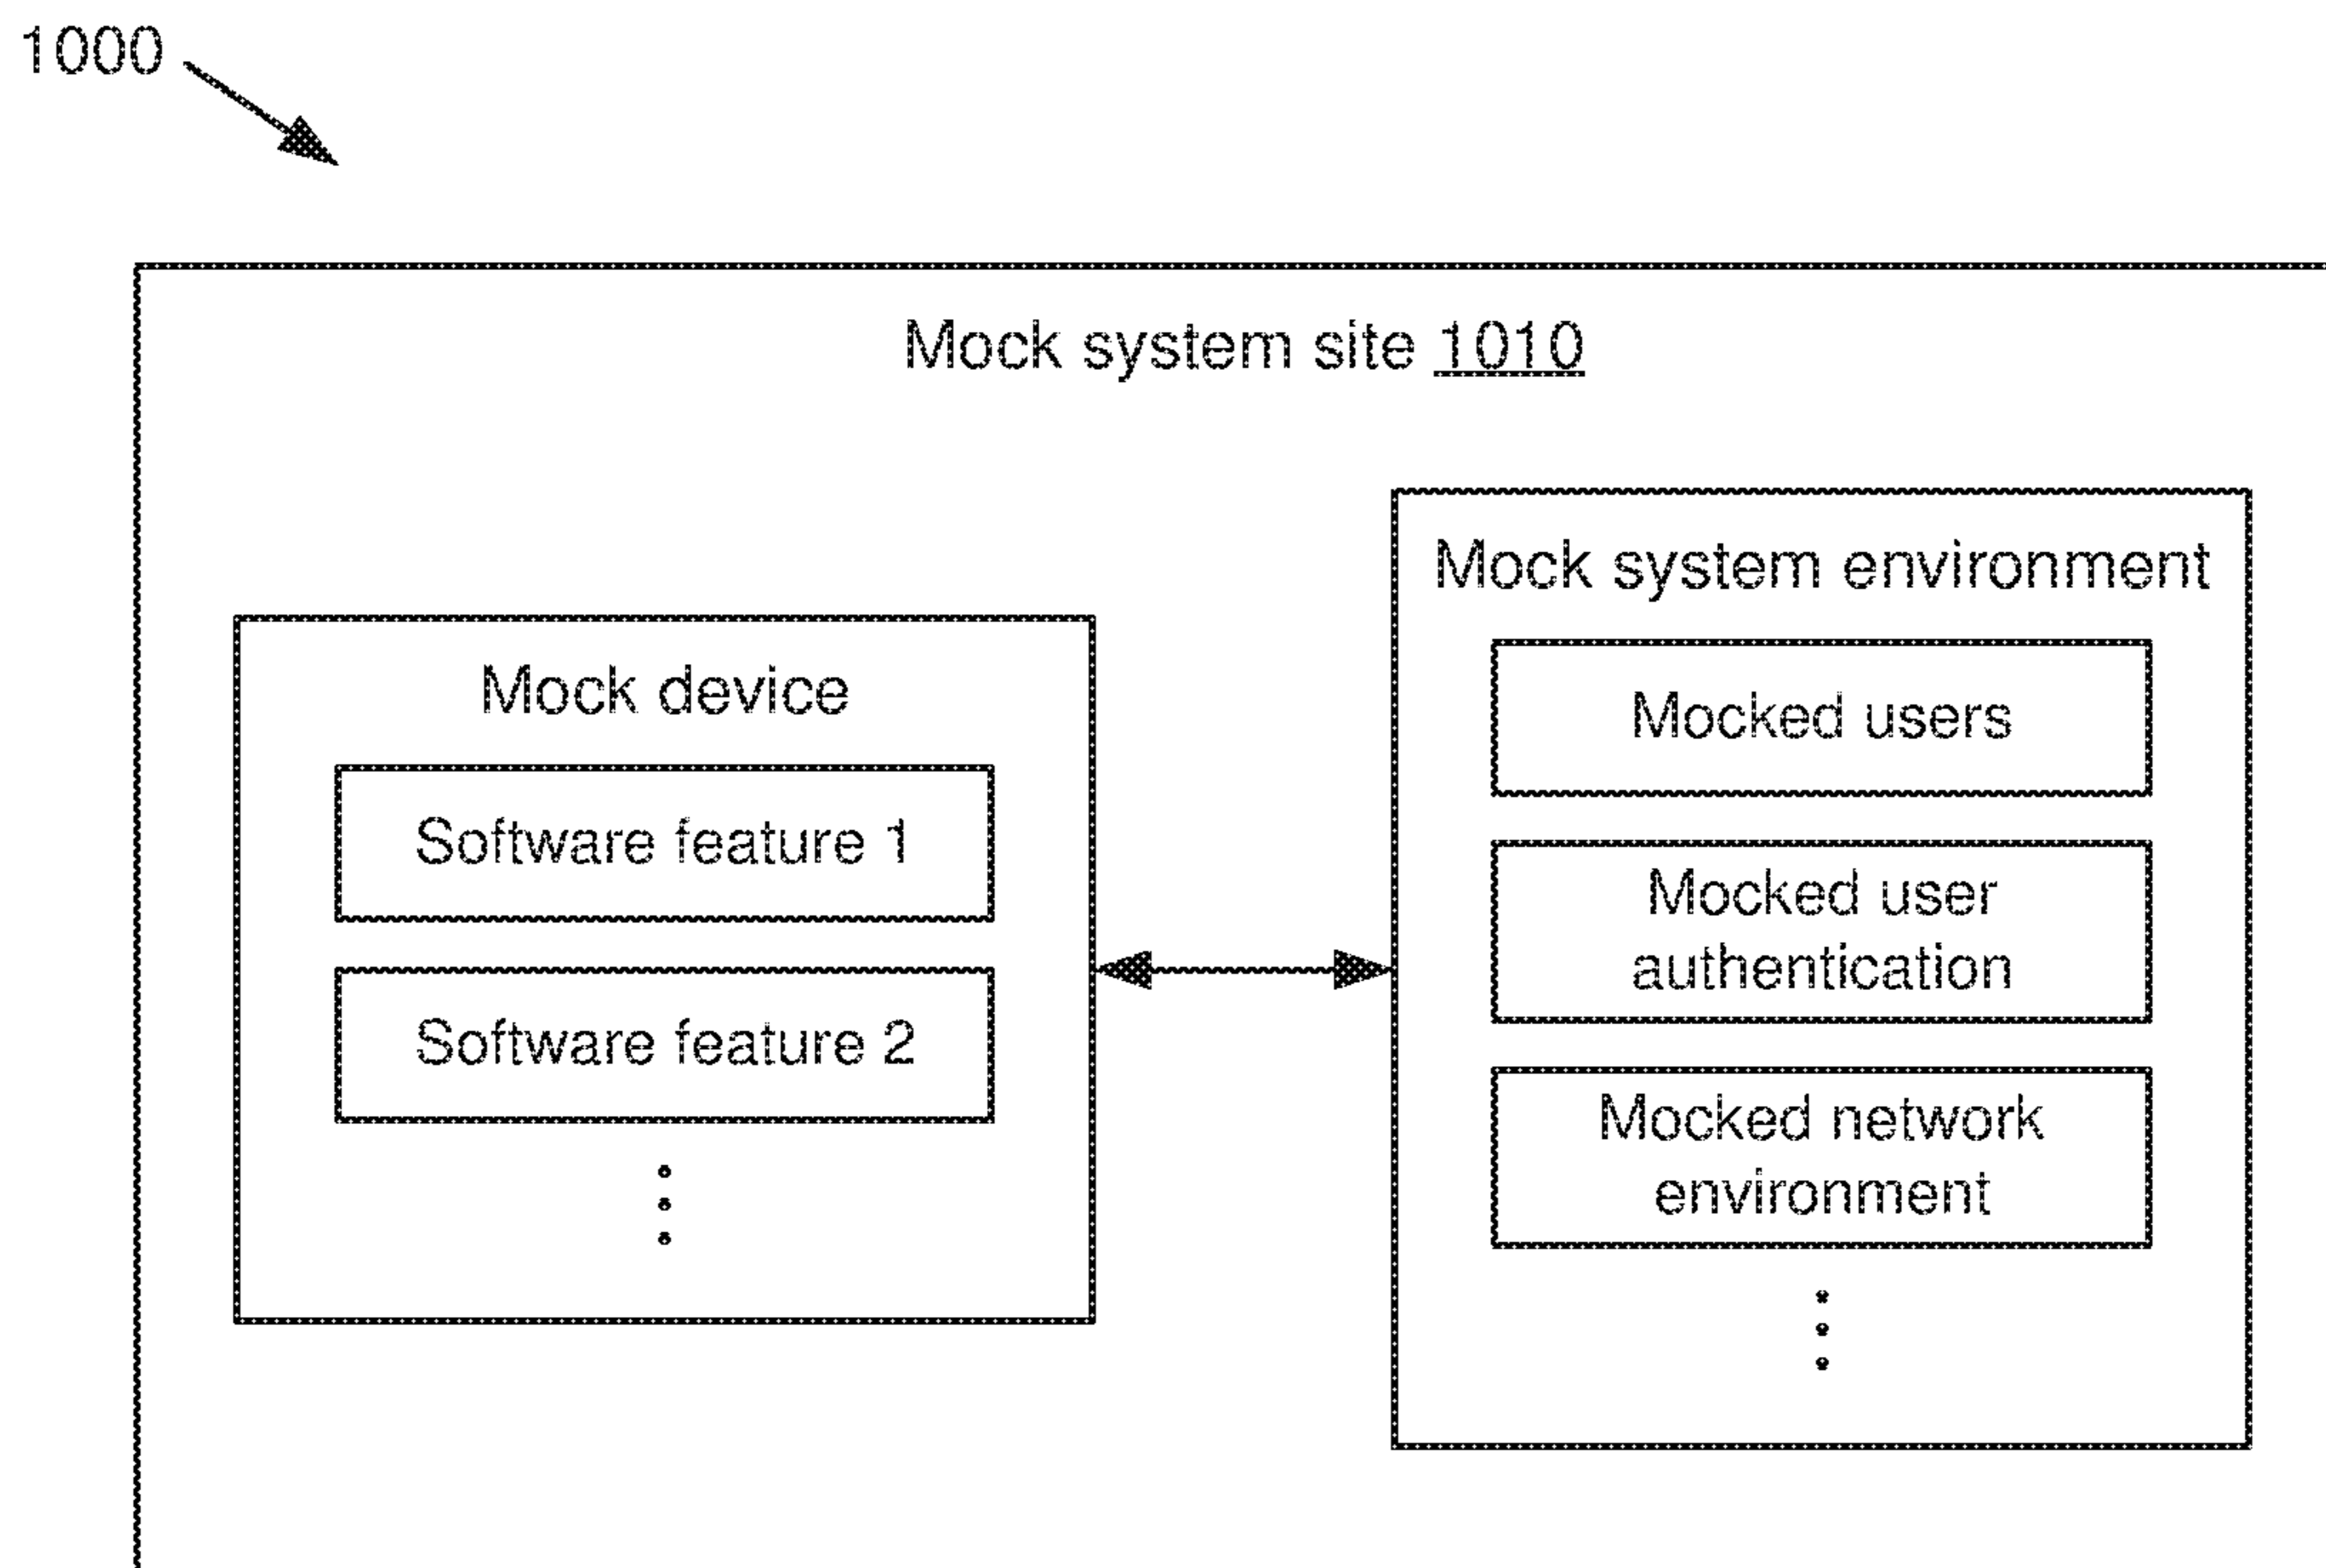 1000
Mock system site 1010
Mock device
Software feature 1
Software feature 2
Mock system environment
Mocked users
Mocked user
authentication
Mocked network
environment